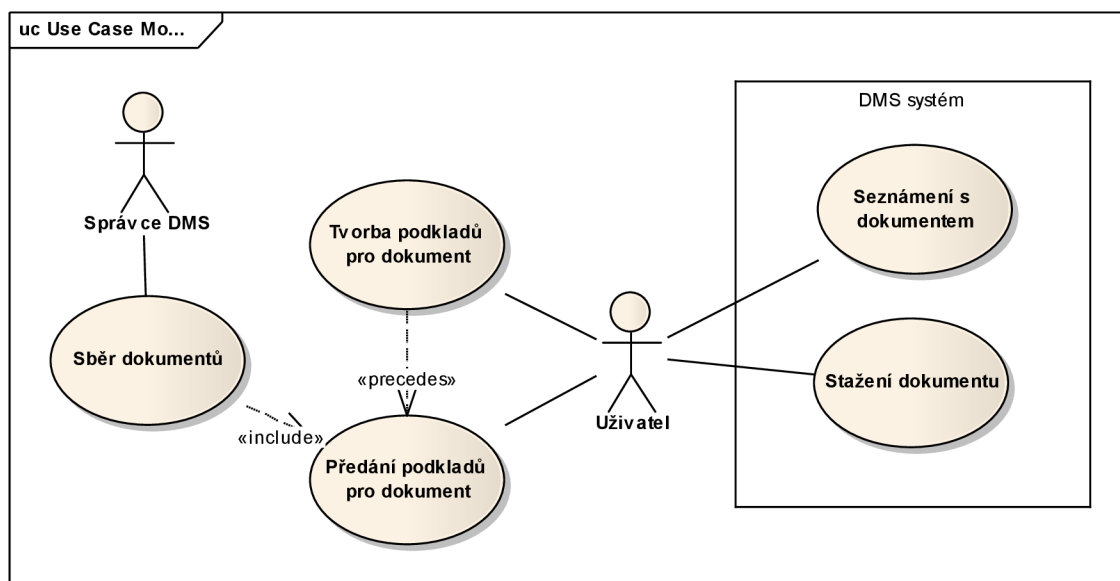 uc Use Case Mo...
DMS systém
Správce DMS
Tvorba podkladů
pro dokument
Seznámení s
dokumentem
Sběr dokumentů
«precedes»
«include»
Uživatel
Stažení dokumentu
Předání podkladů
pro dokument